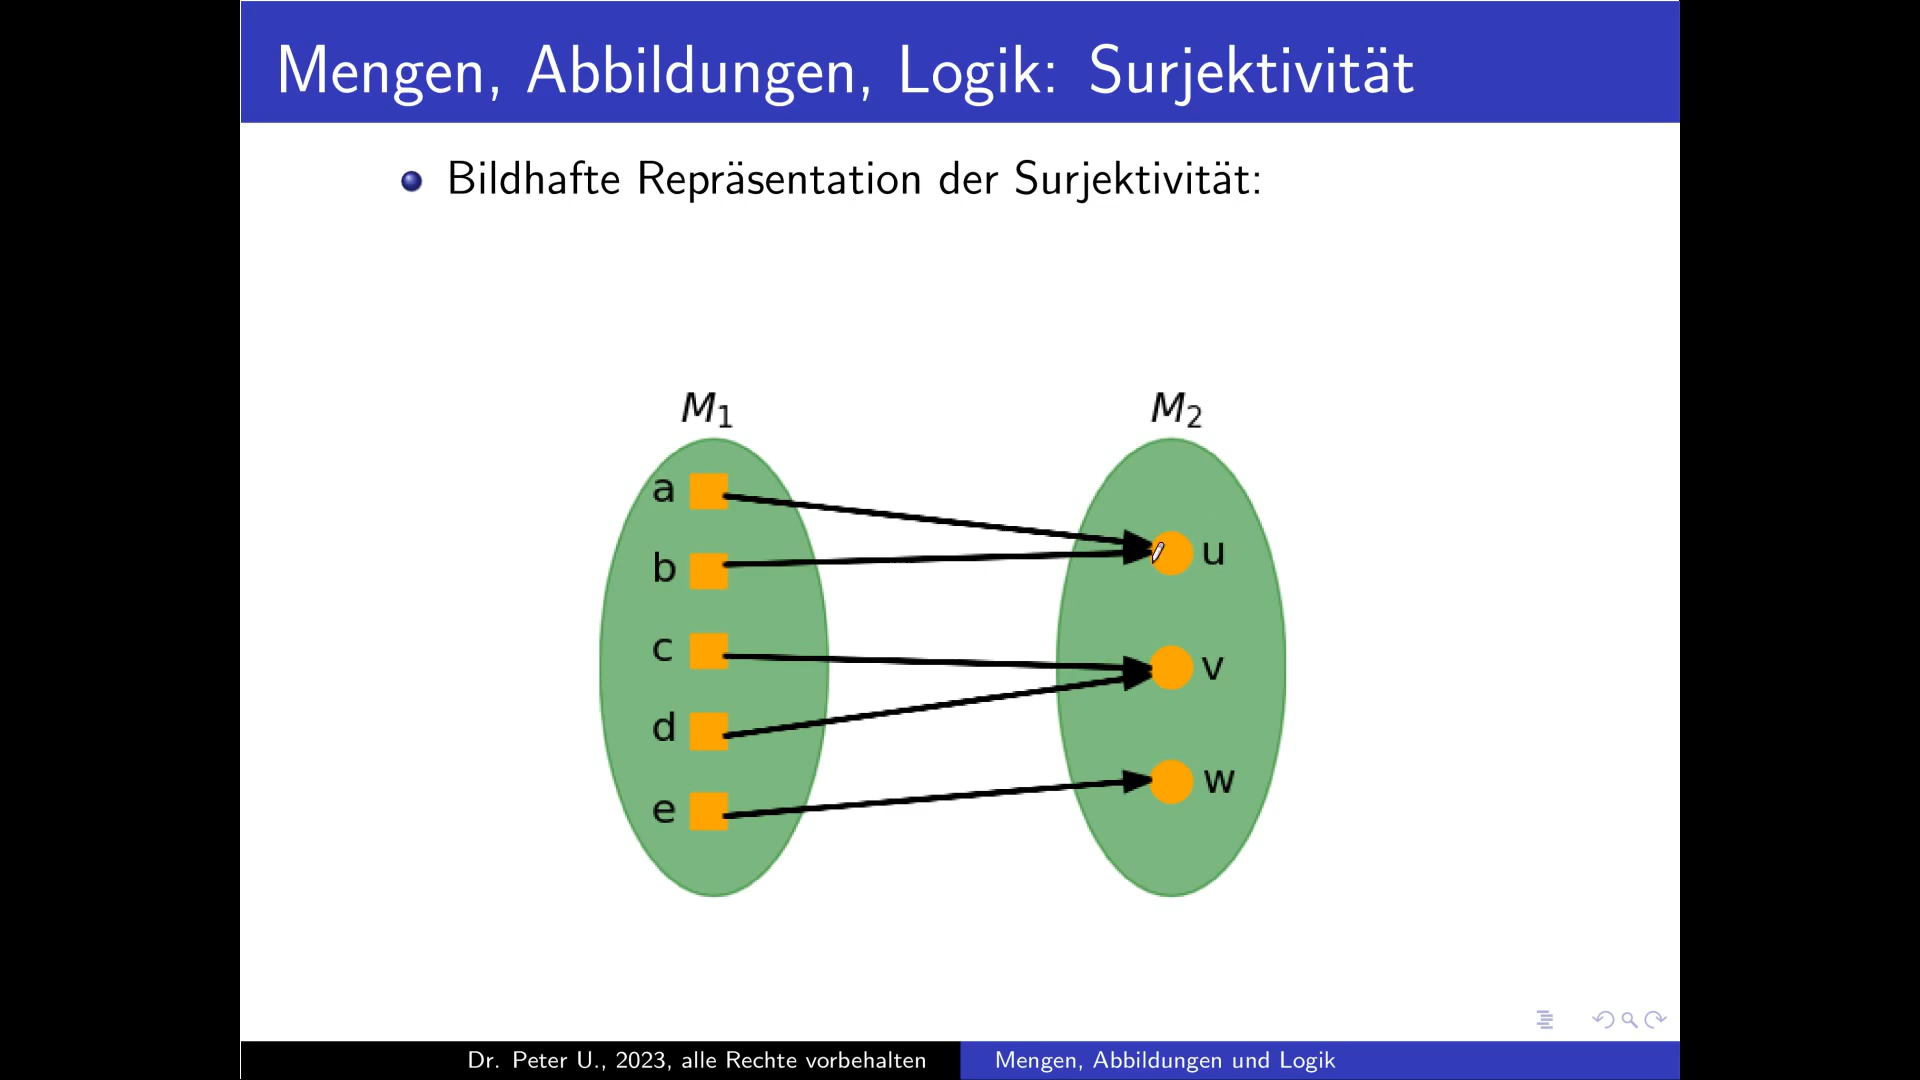 Mengen, Abbildungen, Logik: Surjektivität
Bildhafte Repräsentation der Surjektivität:
M₁ M₂
a
b
c
d
e
u
v
w
Dr. Peter U., 2023, alle Rechte vorbehalten
Mengen, Abbildungen und Logik